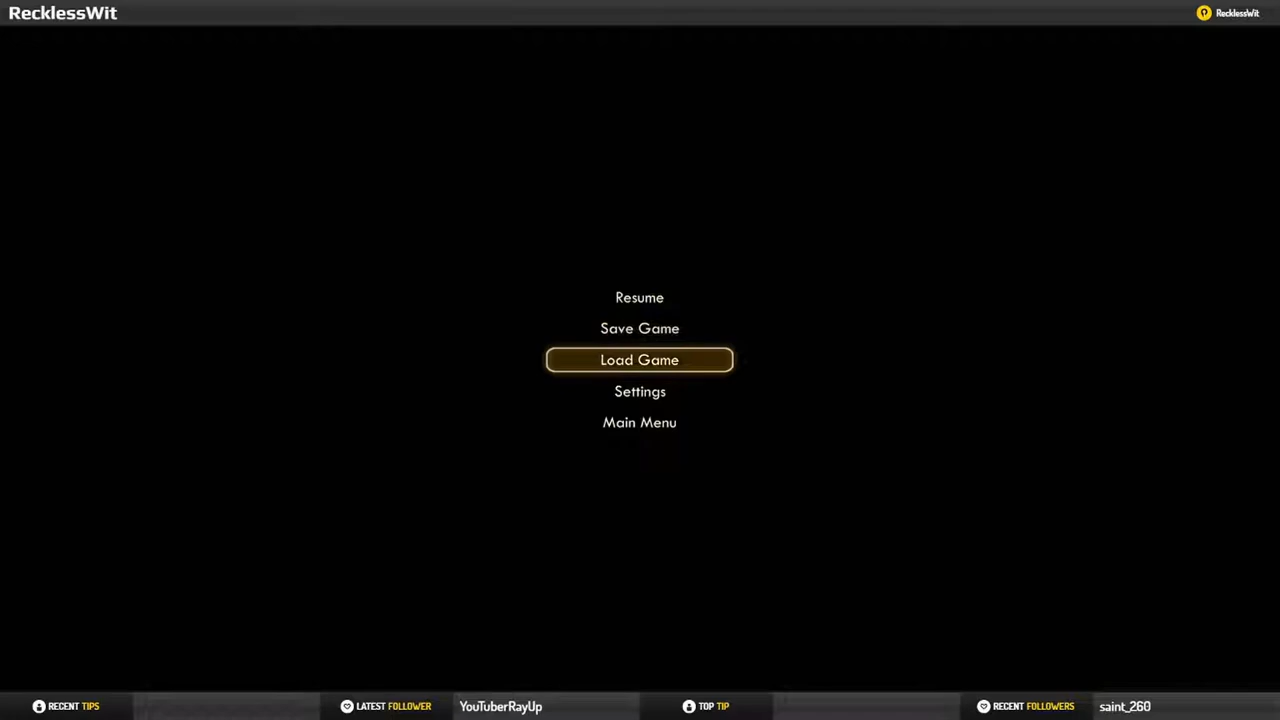 RecklessWit
RecklessWit
Resume
Save Game
Load Game
Settings
Main Menu
RECENT TIPS
LATEST FOLLOWER
YouTuberRayUp
TOP TIP
RECENT FOLLOWERS
saint_260